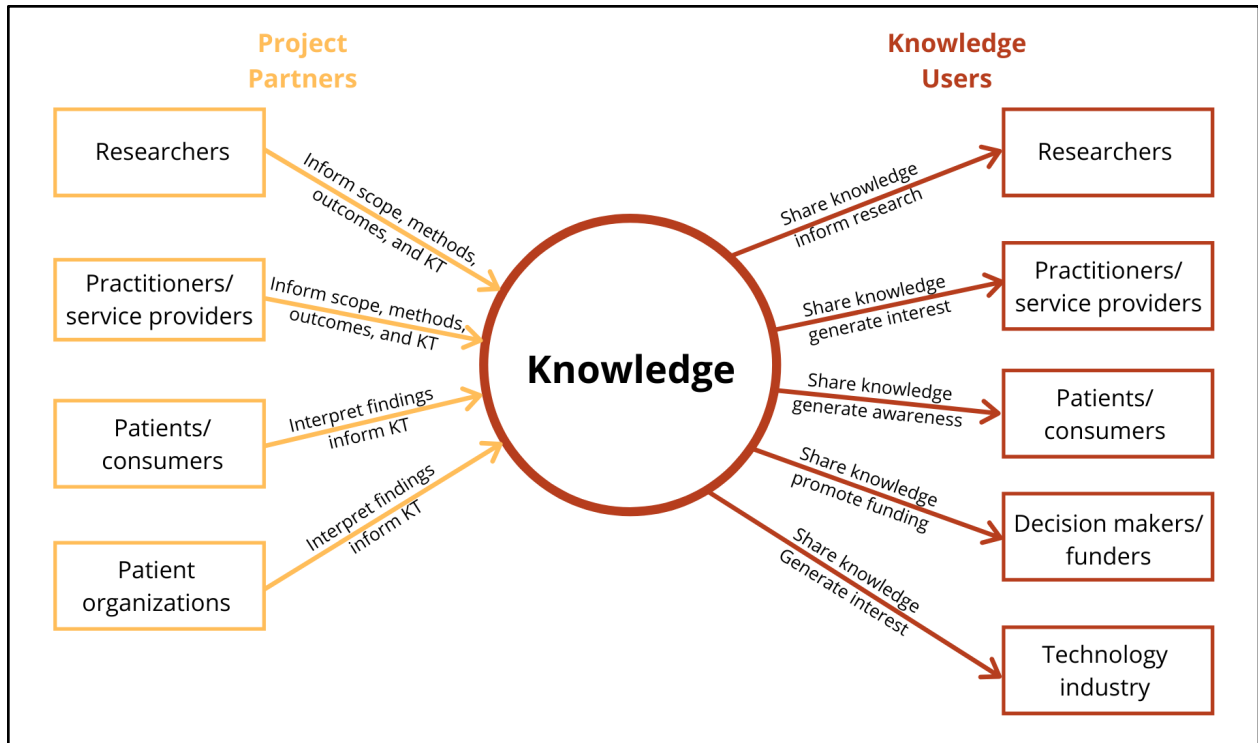 Project
Partners
Researchers
Inform scope, methods,
outcomes, and KT
Practitioners/
service providers
Inform scope, methods,
outcomes, and KT
Patients/
consumers
Interpret findings
inform KT
Patient
organizations
Interpret findings
inform KT
Knowledge
Knowledge
Users
Share knowledge
inform research
Researchers
Share knowledge
generate interest
Practitioners/
service providers
Share knowledge
generate awareness
Patients/
consumers
Share knowledge
promote funding
Decision makers/
funders
Share knowledge
Generate interest
Technology
industry